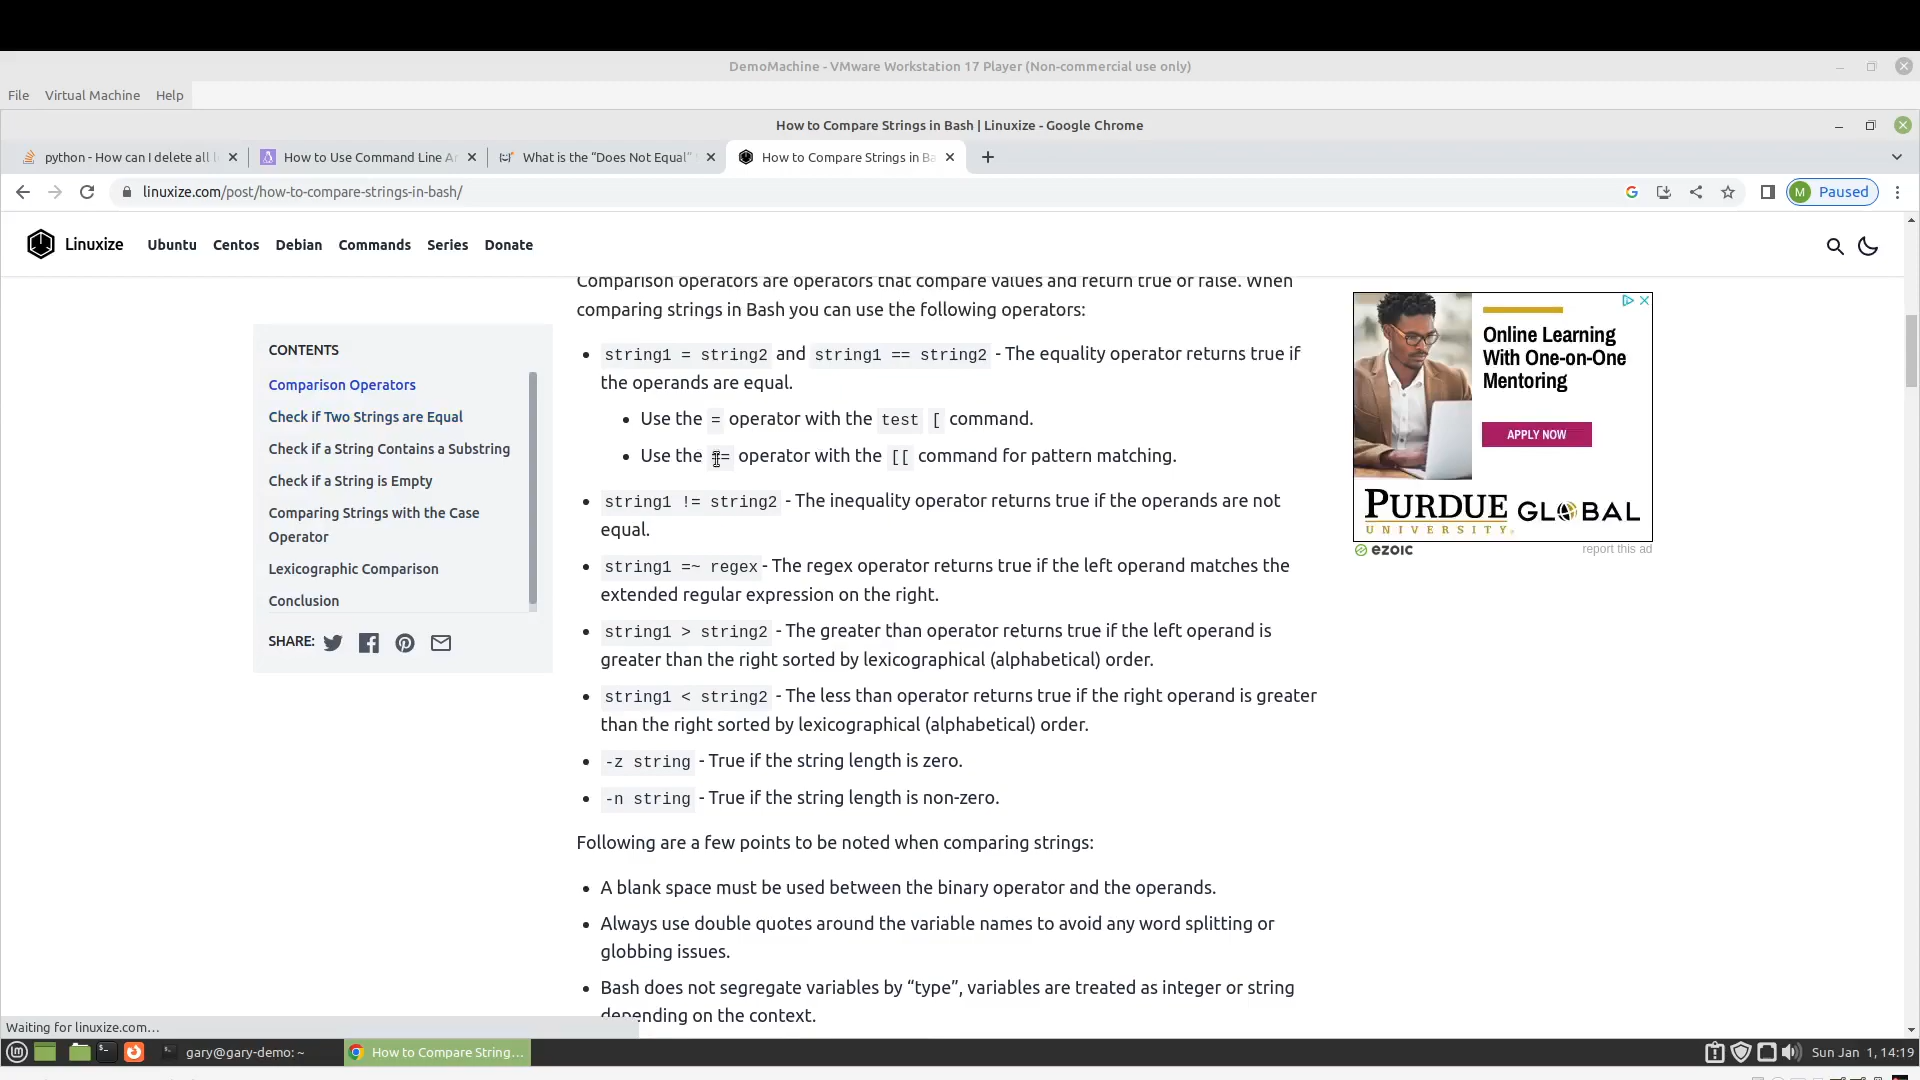 DemoMachine - VMware Workstation 17 Player (Non-commercial use only)
File Virtual Machine Help
How to Compare Strings in Bash | Linuxize - Google Chrome
python - How can I delete all
How to Use Command Line Ar
What is the “Does Not Equal”
How to Compare Strings in Ba
linuxize.com/post/how-to-compare-strings-in-bash/
M Paused
Linuxize Ubuntu Centos Debian Commands Series Donate
Comparison operators are operators that compare values and return true or false. When
comparing strings in Bash you can use the following operators:
CONTENTS
Comparison Operators
Check if Two Strings are Equal
Check if a String Contains a Substring
Check if a String is Empty
Comparing Strings with the Case
Operator
Lexicographic Comparison
Conclusion
SHARE:
string1 = string2 and string1 == string2 - The equality operator returns true if
the operands are equal.
Use the = operator with the test [ command.
Use the == operator with the [[ command for pattern matching.
string1 != string2 - The inequality operator returns true if the operands are not
equal.
string1 =~ regex - The regex operator returns true if the left operand matches the
extended regular expression on the right.
string1 > string2 - The greater than operator returns true if the left operand is
greater than the right sorted by lexicographical (alphabetical) order.
string1 < string2 - The less than operator returns true if the right operand is greater
than the right sorted by lexicographical (alphabetical) order.
-z string - True if the string length is zero.
-n string - True if the string length is non-zero.
Following are a few points to be noted when comparing strings:
A blank space must be used between the binary operator and the operands.
Always use double quotes around the variable names to avoid any word splitting or
globbing issues.
Bash does not segregate variables by “type”, variables are treated as integer or string
depending on the context.
Online Learning
With One-on-One
Mentoring
APPLY NOW
PURDUE GLOBAL
UNIVERSITY
ezoic report this ad
Waiting for linuxize.com…
gary@gary-demo: ~
How to Compare String…
Sun Jan 1, 14:19